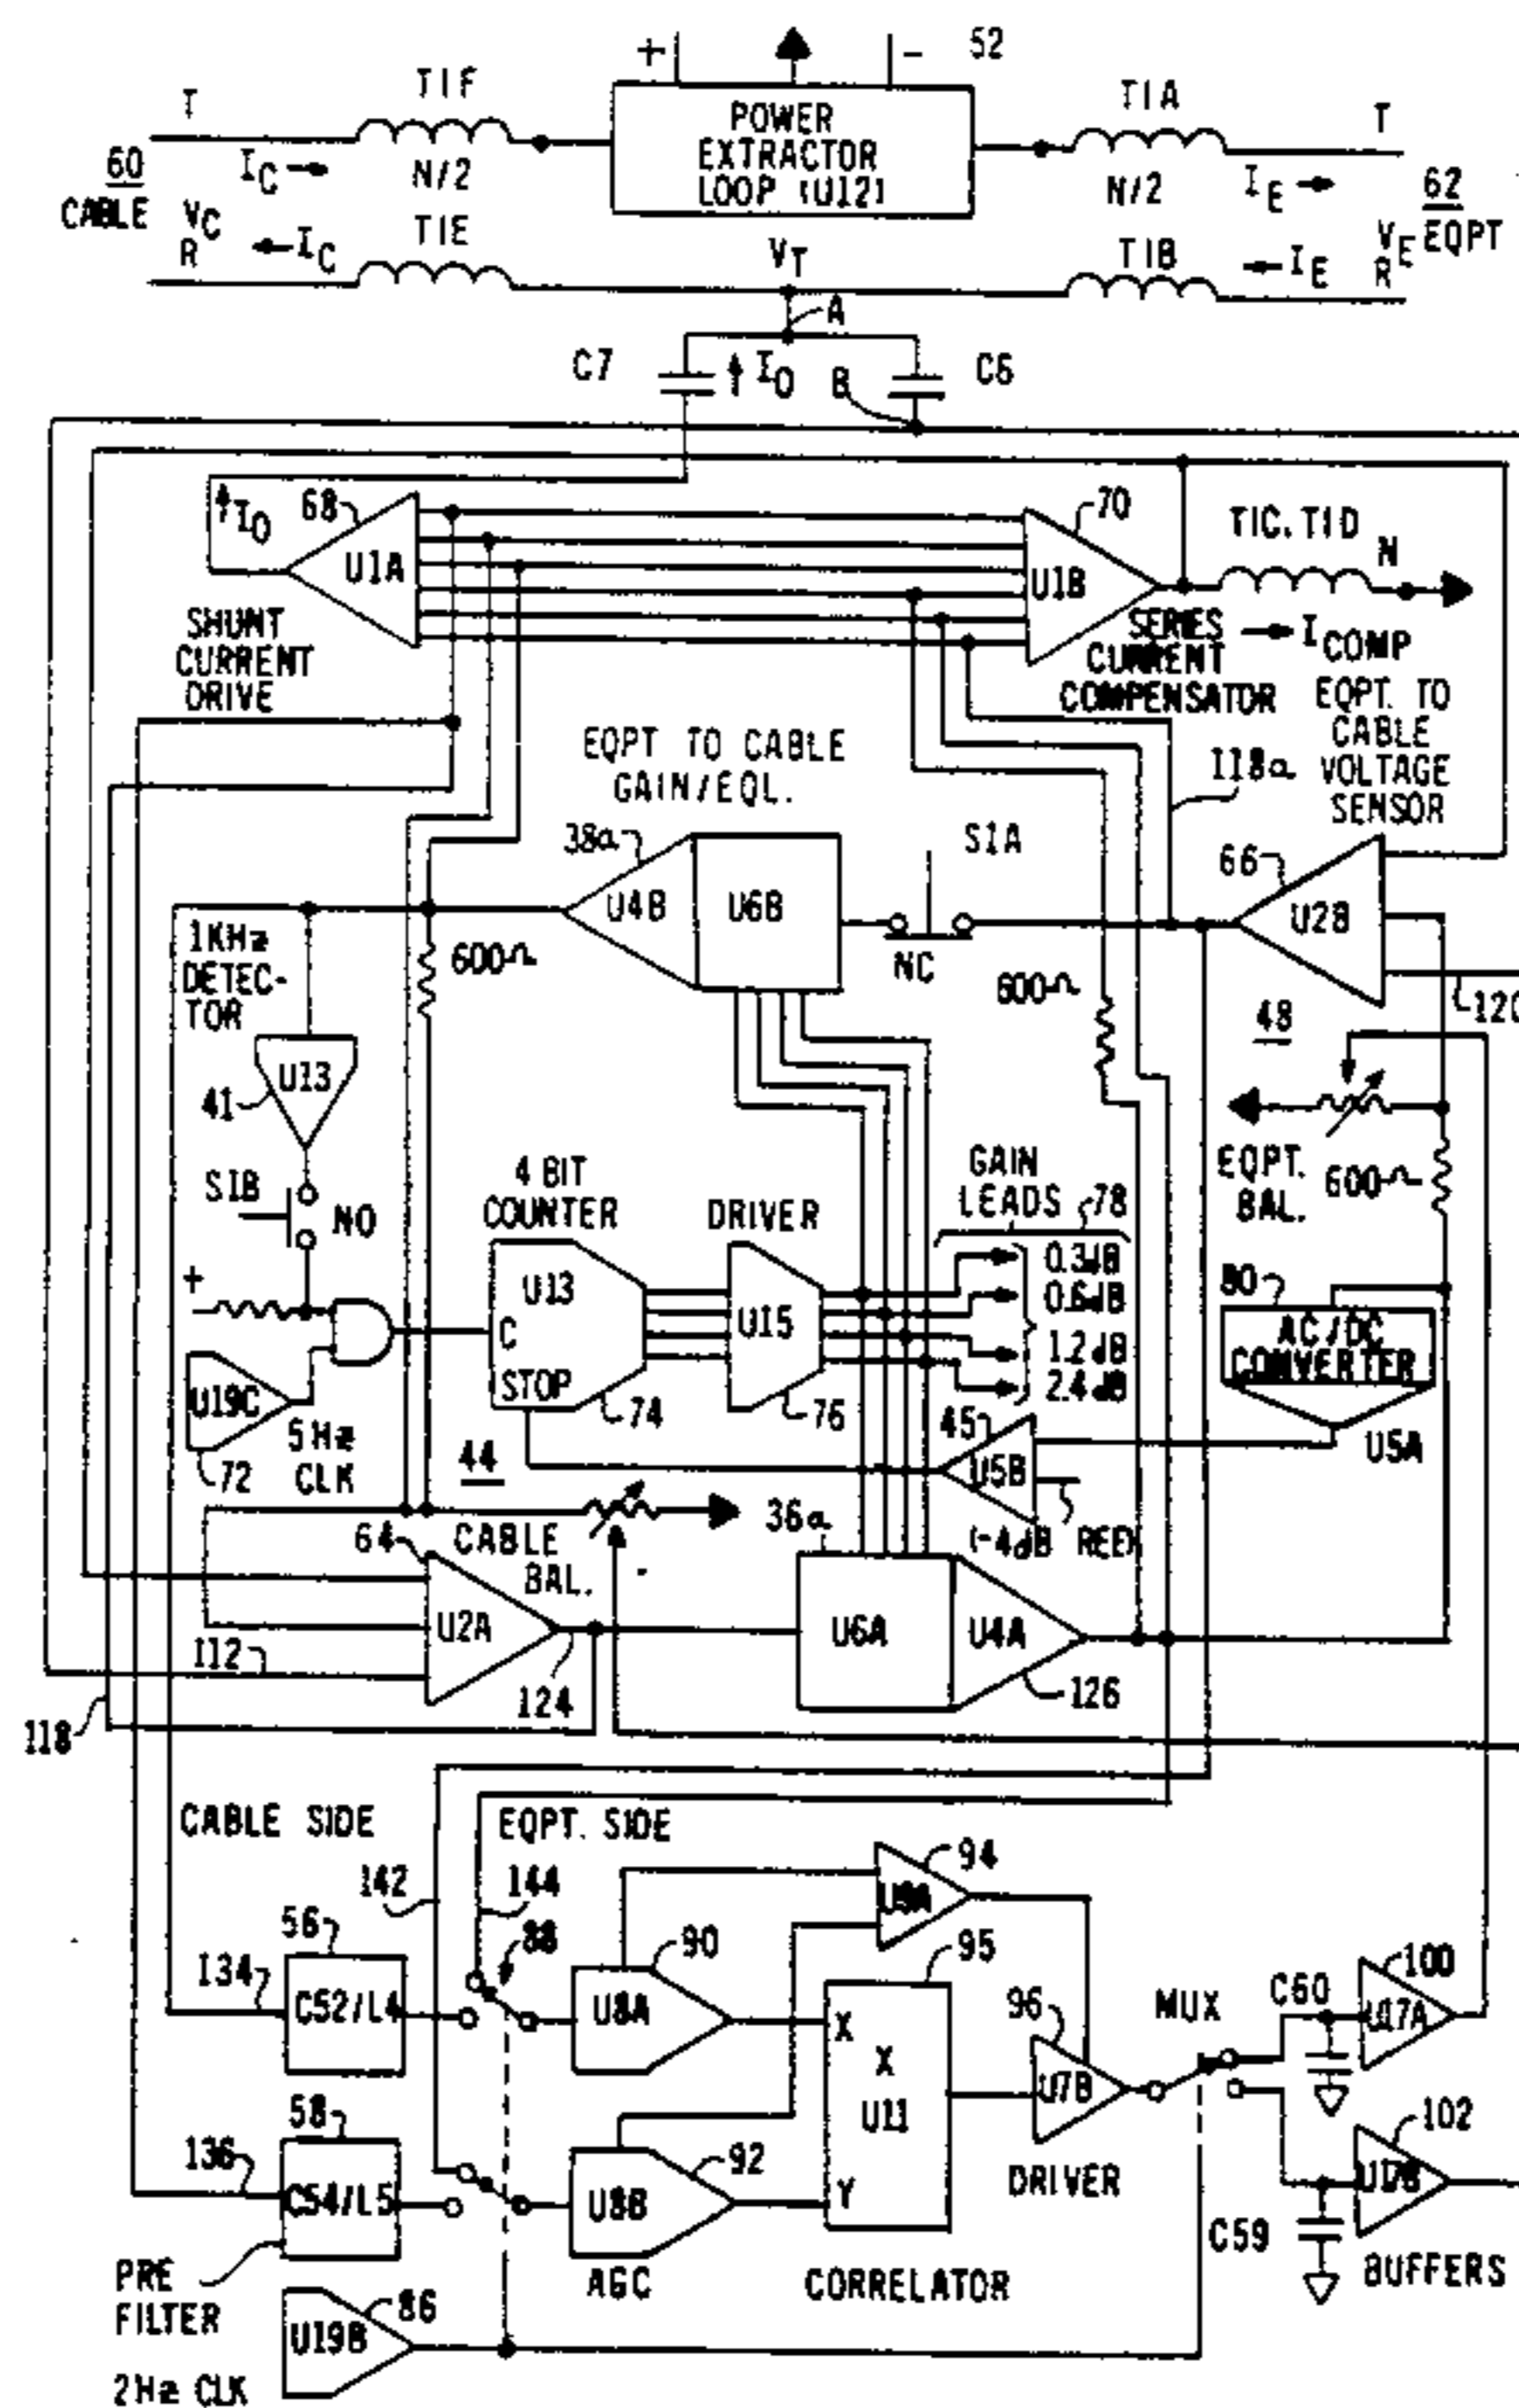 + - 52
T T1F T1A T
POWER
EXTRACTOR
LOOP (U12)
60 CABLE
I_C N/2 N/2 I_E
62 EQPT
V_C V_E
R I_C T1E V_T T1B I_E R
A
C7 I_O B C6
I_O 68 70 T1C, T1D N
U1A U1B
SHUNT
CURRENT
DRIVE
SERIES
CURRENT
COMPENSATOR
I_COMP
EQPT. TO
CABLE
VOLTAGE
SENSOR
EQPT TO CABLE
GAIN/EQL.
118a
38a S1A 66
U4B U6B U2B
1KHz
DETEC-
TOR
600Ω NC 600Ω
120
48
U13
41
EQPT.
BAL.
600Ω
S1B NO
4 BIT
COUNTER
DRIVER
GAIN
LEADS 78
+
U13 U15
C
STOP
0.3dB
0.6dB
1.2dB
2.4dB
80
AC/DC
CONVERTER
U5A
U19C
72
5Hz
CLK
74 76
44
45
U5B
(-4dB REF)
36a
64
CABLE
BAL.
U2A U6A U4A
112
124 126
118
CABLE SIDE EQPT. SIDE
142 144 94
U9A
56 88 90 95
134
C52/L4 U8A
X
X
U11
Y
96 MUX C60 100
U17A
U7B
58 92 102
136
C54/L5 U8B U17B
DRIVER
C59
PRE
FILTER
AGC CORRELATOR BUFFERS
86
U19B
2Hz CLK